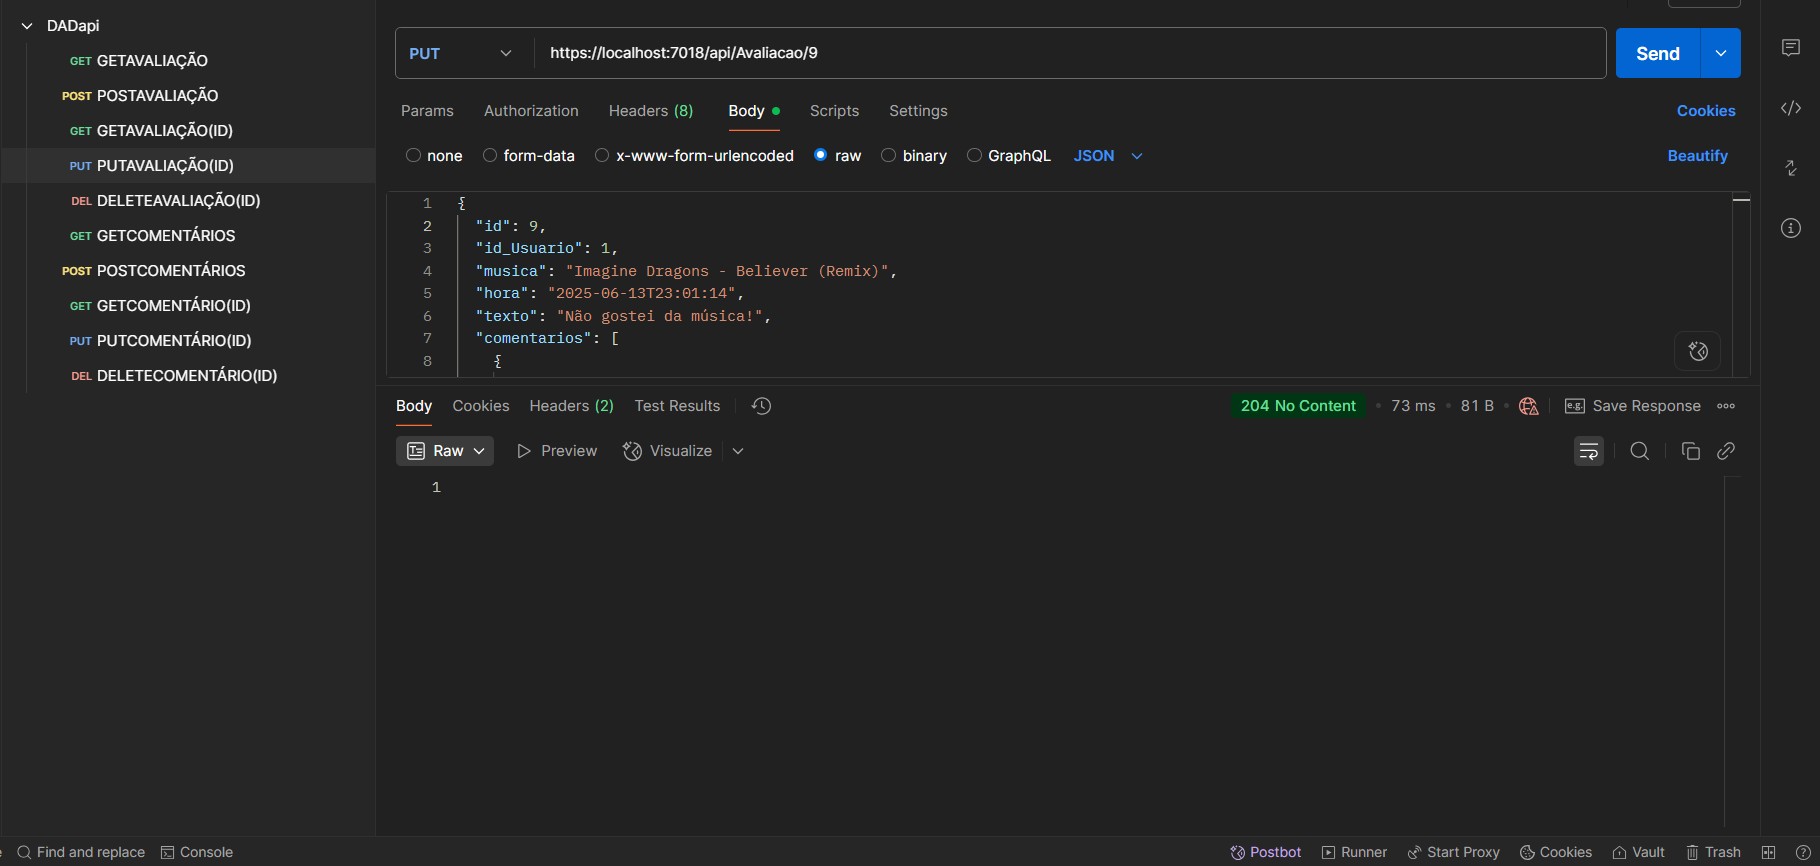 DADapi
GET GETAVALIAÇÃO
POST POSTAVALIAÇÃO
GET GETAVALIAÇÃO(ID)
PUT PUTAVALIAÇÃO(ID)
DEL DELETEAVALIAÇÃO(ID)
GET GETCOMENTÁRIOS
POST POSTCOMENTÁRIOS
GET GETCOMENTÁRIO(ID)
PUT PUTCOMENTÁRIO(ID)
DEL DELETECOMENTÁRIO(ID)
PUT https://localhost:7018/api/Avaliacao/9 Send
Params Authorization Headers (8) Body Scripts Settings Cookies
none form-data x-www-form-urlencoded raw binary GraphQL JSON Beautify
1 {
2 "id": 9,
3 "id_Usuario": 1,
4 "musica": "Imagine Dragons - Believer (Remix)",
5 "hora": "2025-06-13T23:01:14",
6 "texto": "Não gostei da música!",
7 "comentarios": [
8 {
Body Cookies Headers (2) Test Results 204 No Content • 73 ms • 81 B • e.g. Save Response
Raw Preview Visualize
1
Find and replace Console Postbot Runner Start Proxy Cookies Vault Trash